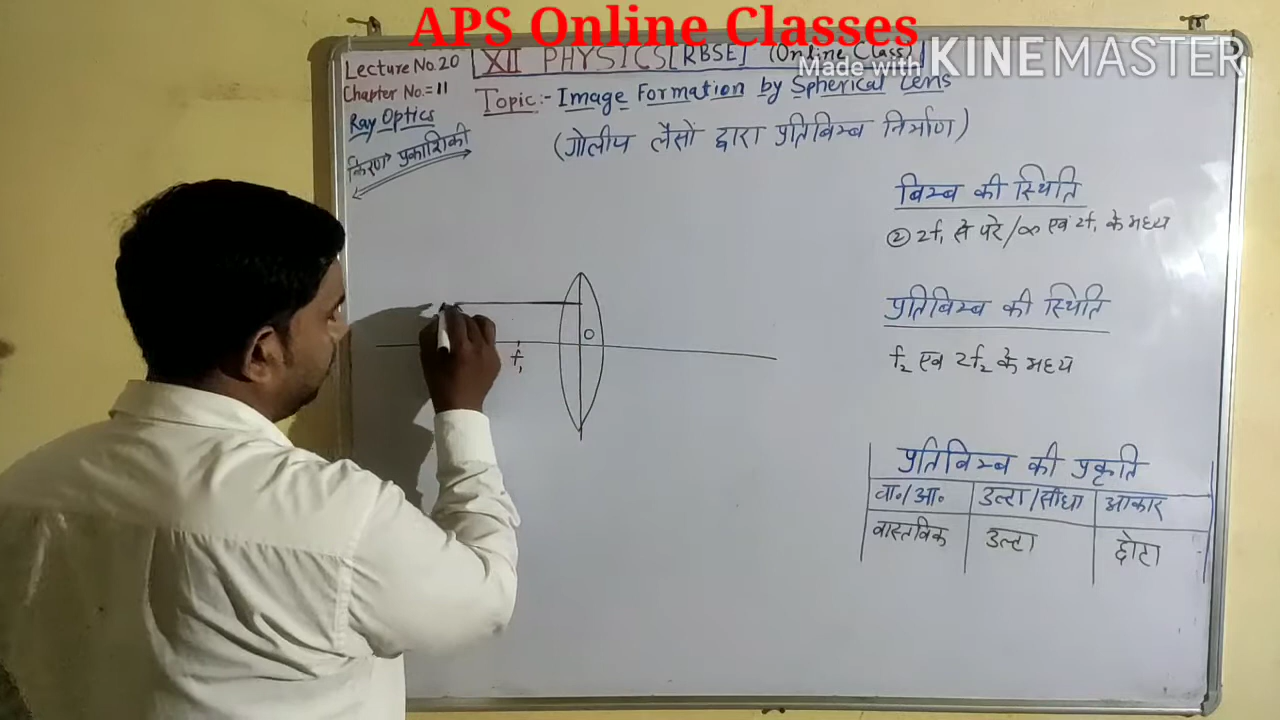 APS Online Classes
Made with KINEMASTER
Lecture No. 20
Chapter No.= 11
Ray Optics
किरण प्रकाशिकी
XII PHYSICS [RBSE] (Online Class)
Topic:- Image Formation by Spherical Lens
(गोलीय लेंसों द्वारा प्रतिबिम्ब निर्माण)
बिम्ब की स्थिति
② 2f₁ से परे/∞ एवं 2f₁ के मध्य
प्रतिबिम्ब की स्थिति
f₂ एवं 2f₂ के मध्य
प्रतिबिम्ब की प्रकृति
वा०/आ० उल्टा/सीधा आकार
वास्तविक उल्टा छोटा
O
f₁